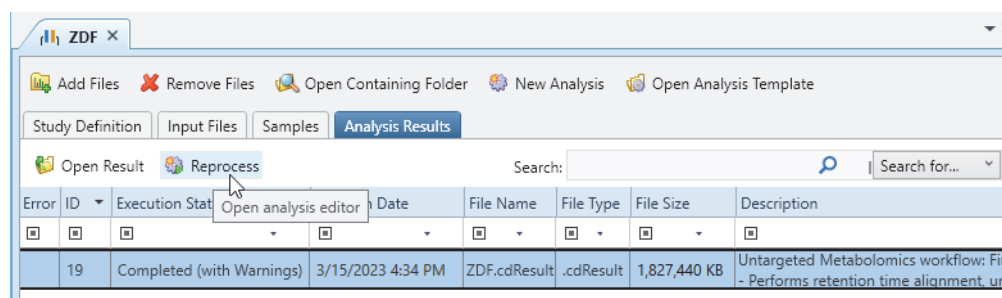 ZDF
Add Files Remove Files Open Containing Folder New Analysis Open Analysis Template
Study Definition Input Files Samples Analysis Results
Open Result Reprocess Search: Search for...
Error ID Execution Stat Date File Name File Type File Size Description
Open analysis editor
19 Completed (with Warnings) 3/15/2023 4:34 PM ZDF.cdResult .cdResult 1,827,440 KB Untargeted Metabolomics workflow:
- Performs retention time alignment,